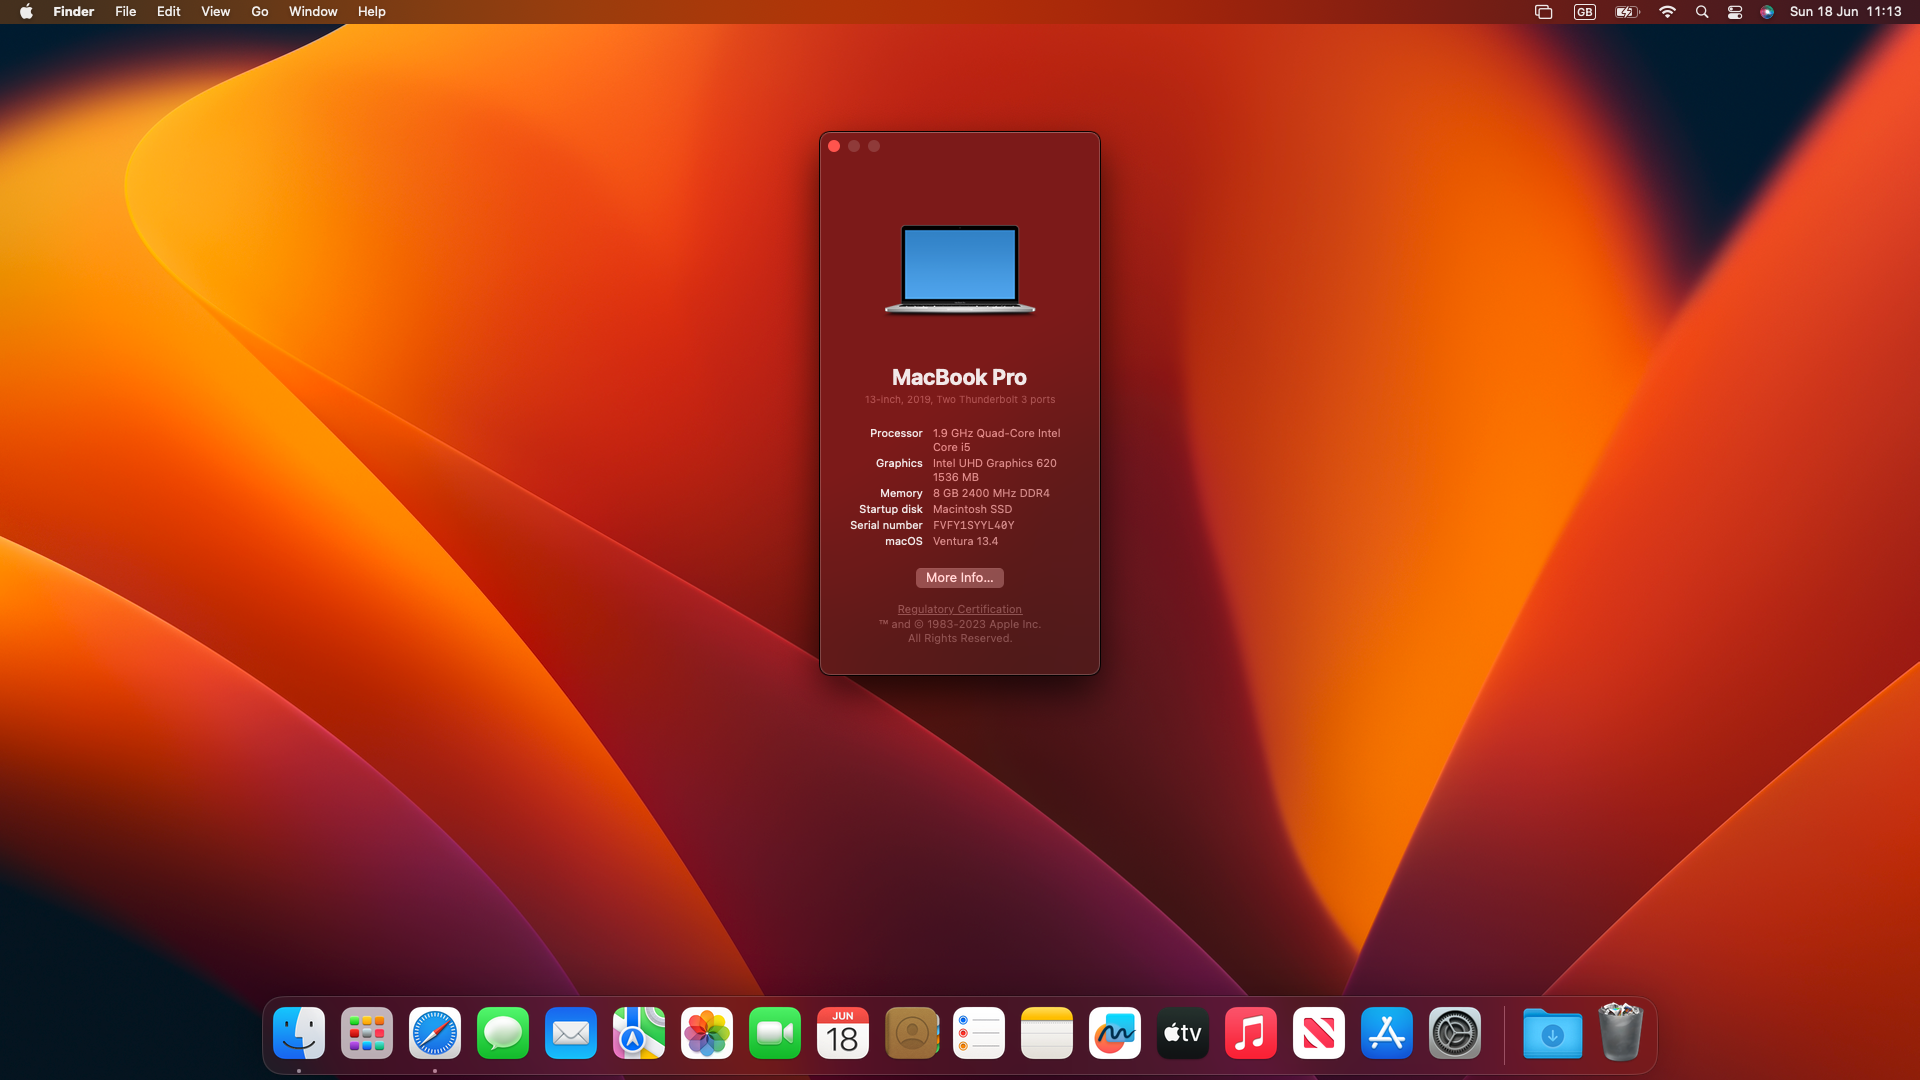 Finder File Edit View Go Window Help GB Sun 18 Jun 11:13
MacBook Pro
13-inch, 2019, Two Thunderbolt 3 ports
Processor 1.9 GHz Quad-Core Intel
Core i5
Graphics Intel UHD Graphics 620
1536 MB
Memory 8 GB 2400 MHz DDR4
Startup disk Macintosh SSD
Serial number FVFY1SYYL40Y
macOS Ventura 13.4
More Info...
Regulatory Certification
™ and © 1983-2023 Apple Inc.
All Rights Reserved.
JUN
18
tv